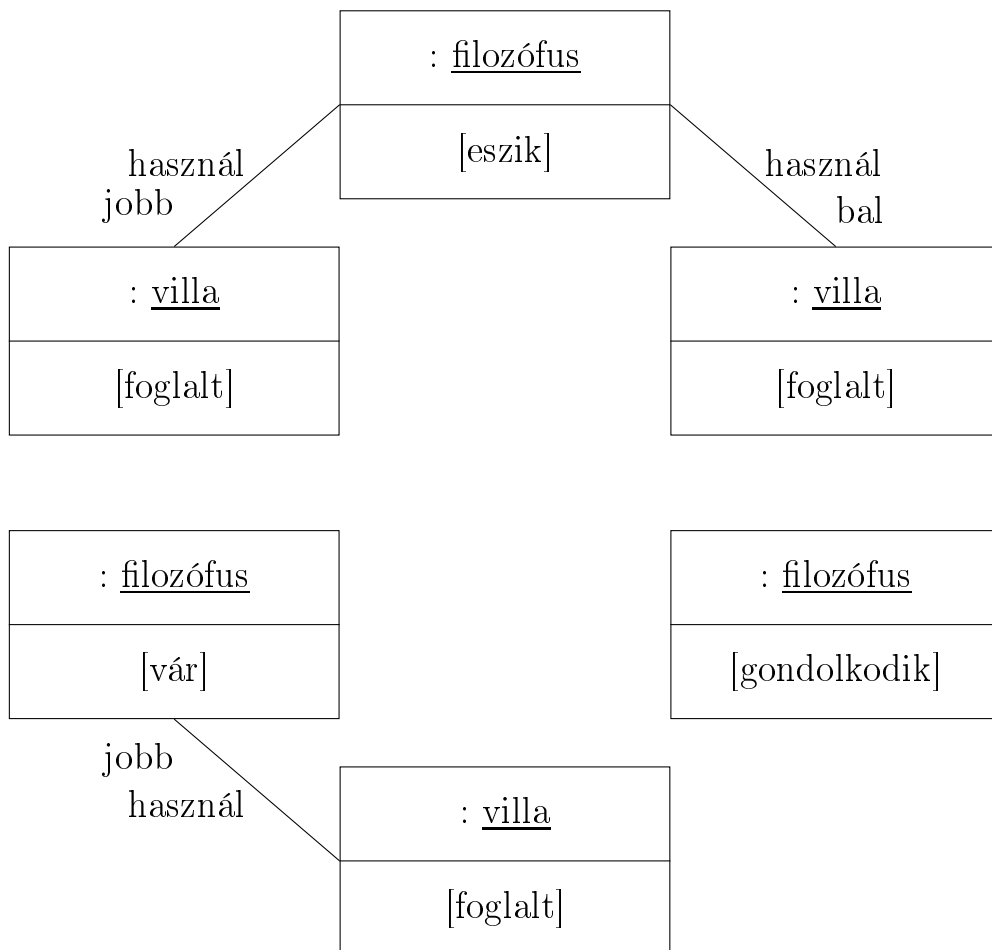 : filozófus
[eszik]
használ
jobb
használ
bal
: villa
[foglalt]
: villa
[foglalt]
: filozófus
[vár]
: filozófus
[gondolkodik]
jobb
használ
: villa
[foglalt]